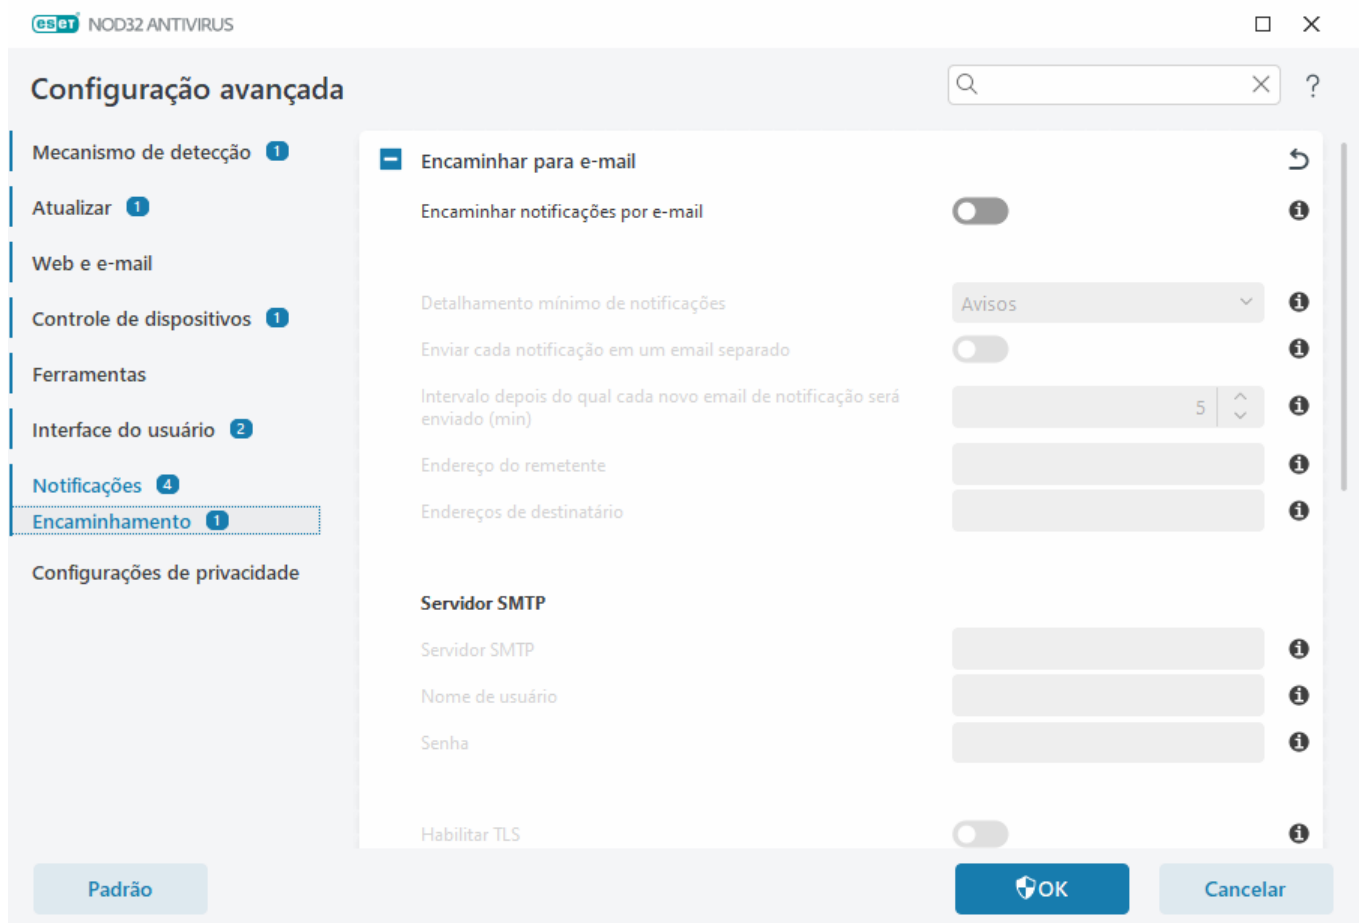 eset NOD32 ANTIVIRUS
Configuração avançada
?
Mecanismo de detecção 1
Atualizar 1
Web e e-mail
Controle de dispositivos 1
Ferramentas
Interface do usuário 2
Notificações 4
Encaminhamento 1
Configurações de privacidade
Encaminhar para e-mail
Encaminhar notificações por e-mail
Detalhamento mínimo de notificações
Avisos
Enviar cada notificação em um email separado
Intervalo depois do qual cada novo email de notificação será
enviado (min)
5
Endereço do remetente
Endereços de destinatário
Servidor SMTP
Servidor SMTP
Nome de usuário
Senha
Habilitar TLS
Padrão
OK
Cancelar